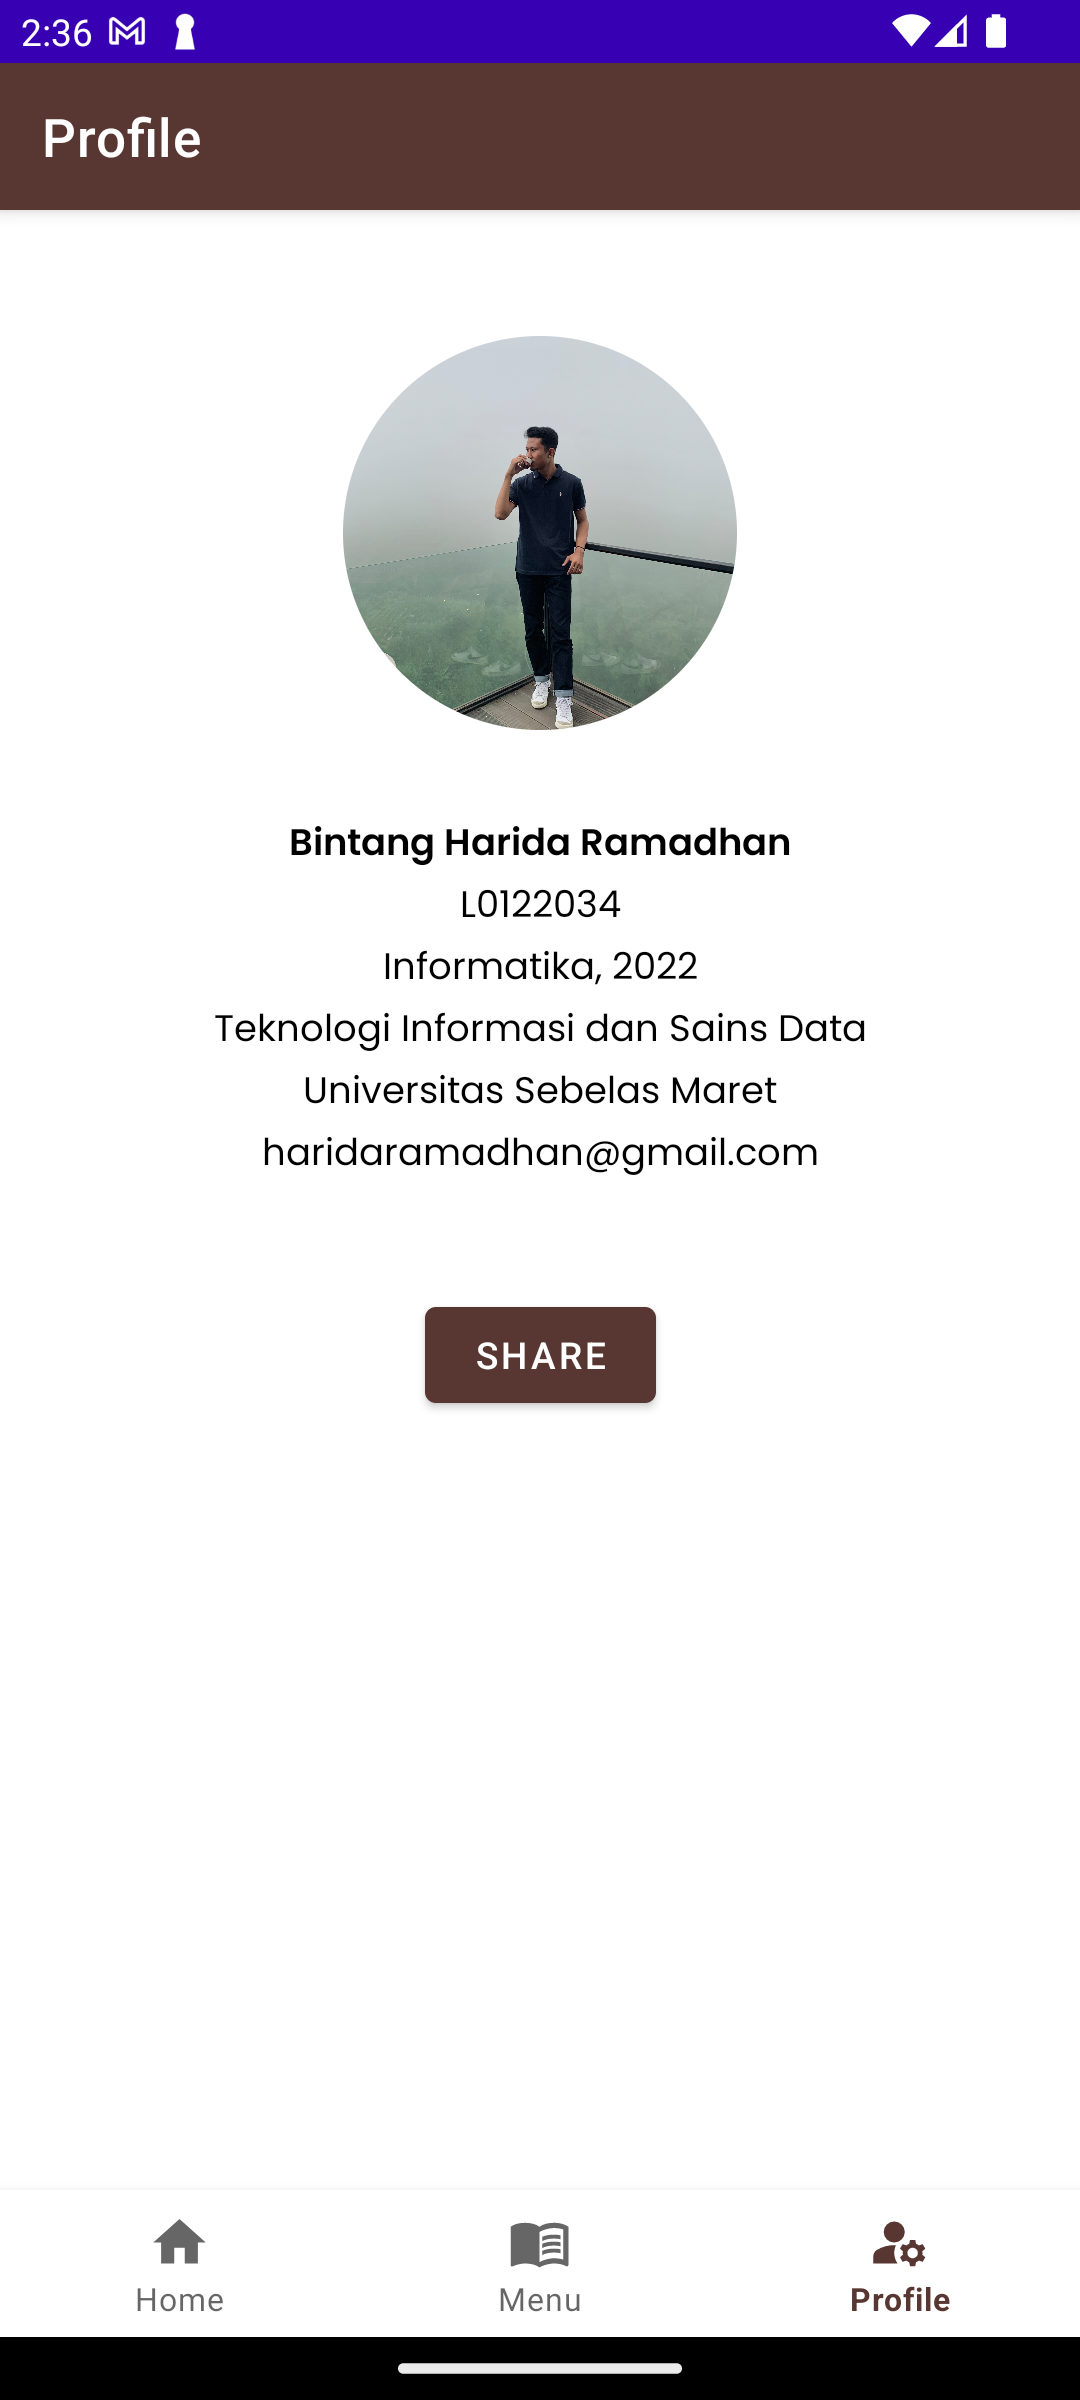 2:36
Profile
Bintang Harida Ramadhan
L0122034
Informatika, 2022
Teknologi Informasi dan Sains Data
Universitas Sebelas Maret
haridaramadhan@gmail.com
SHARE
Home
Menu
Profile